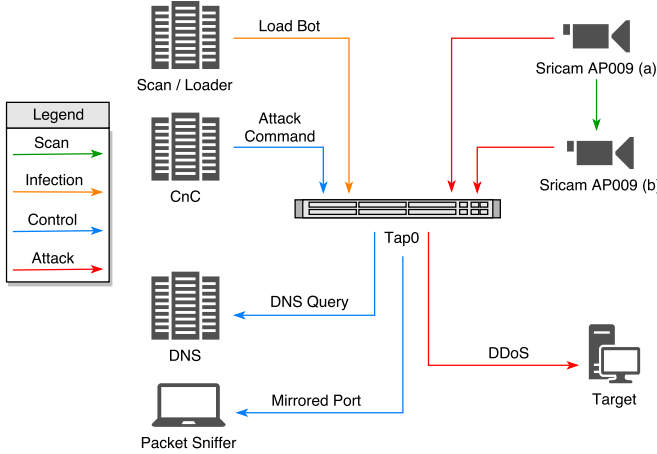 Load Bot
Scan / Loader
Sricam AP009 (a)
Legend
Scan
Infection
Control
Attack
Attack
Command
CnC
Sricam AP009 (b)
Tap0
DNS Query
DNS
DDoS
Target
Mirrored Port
Packet Sniffer